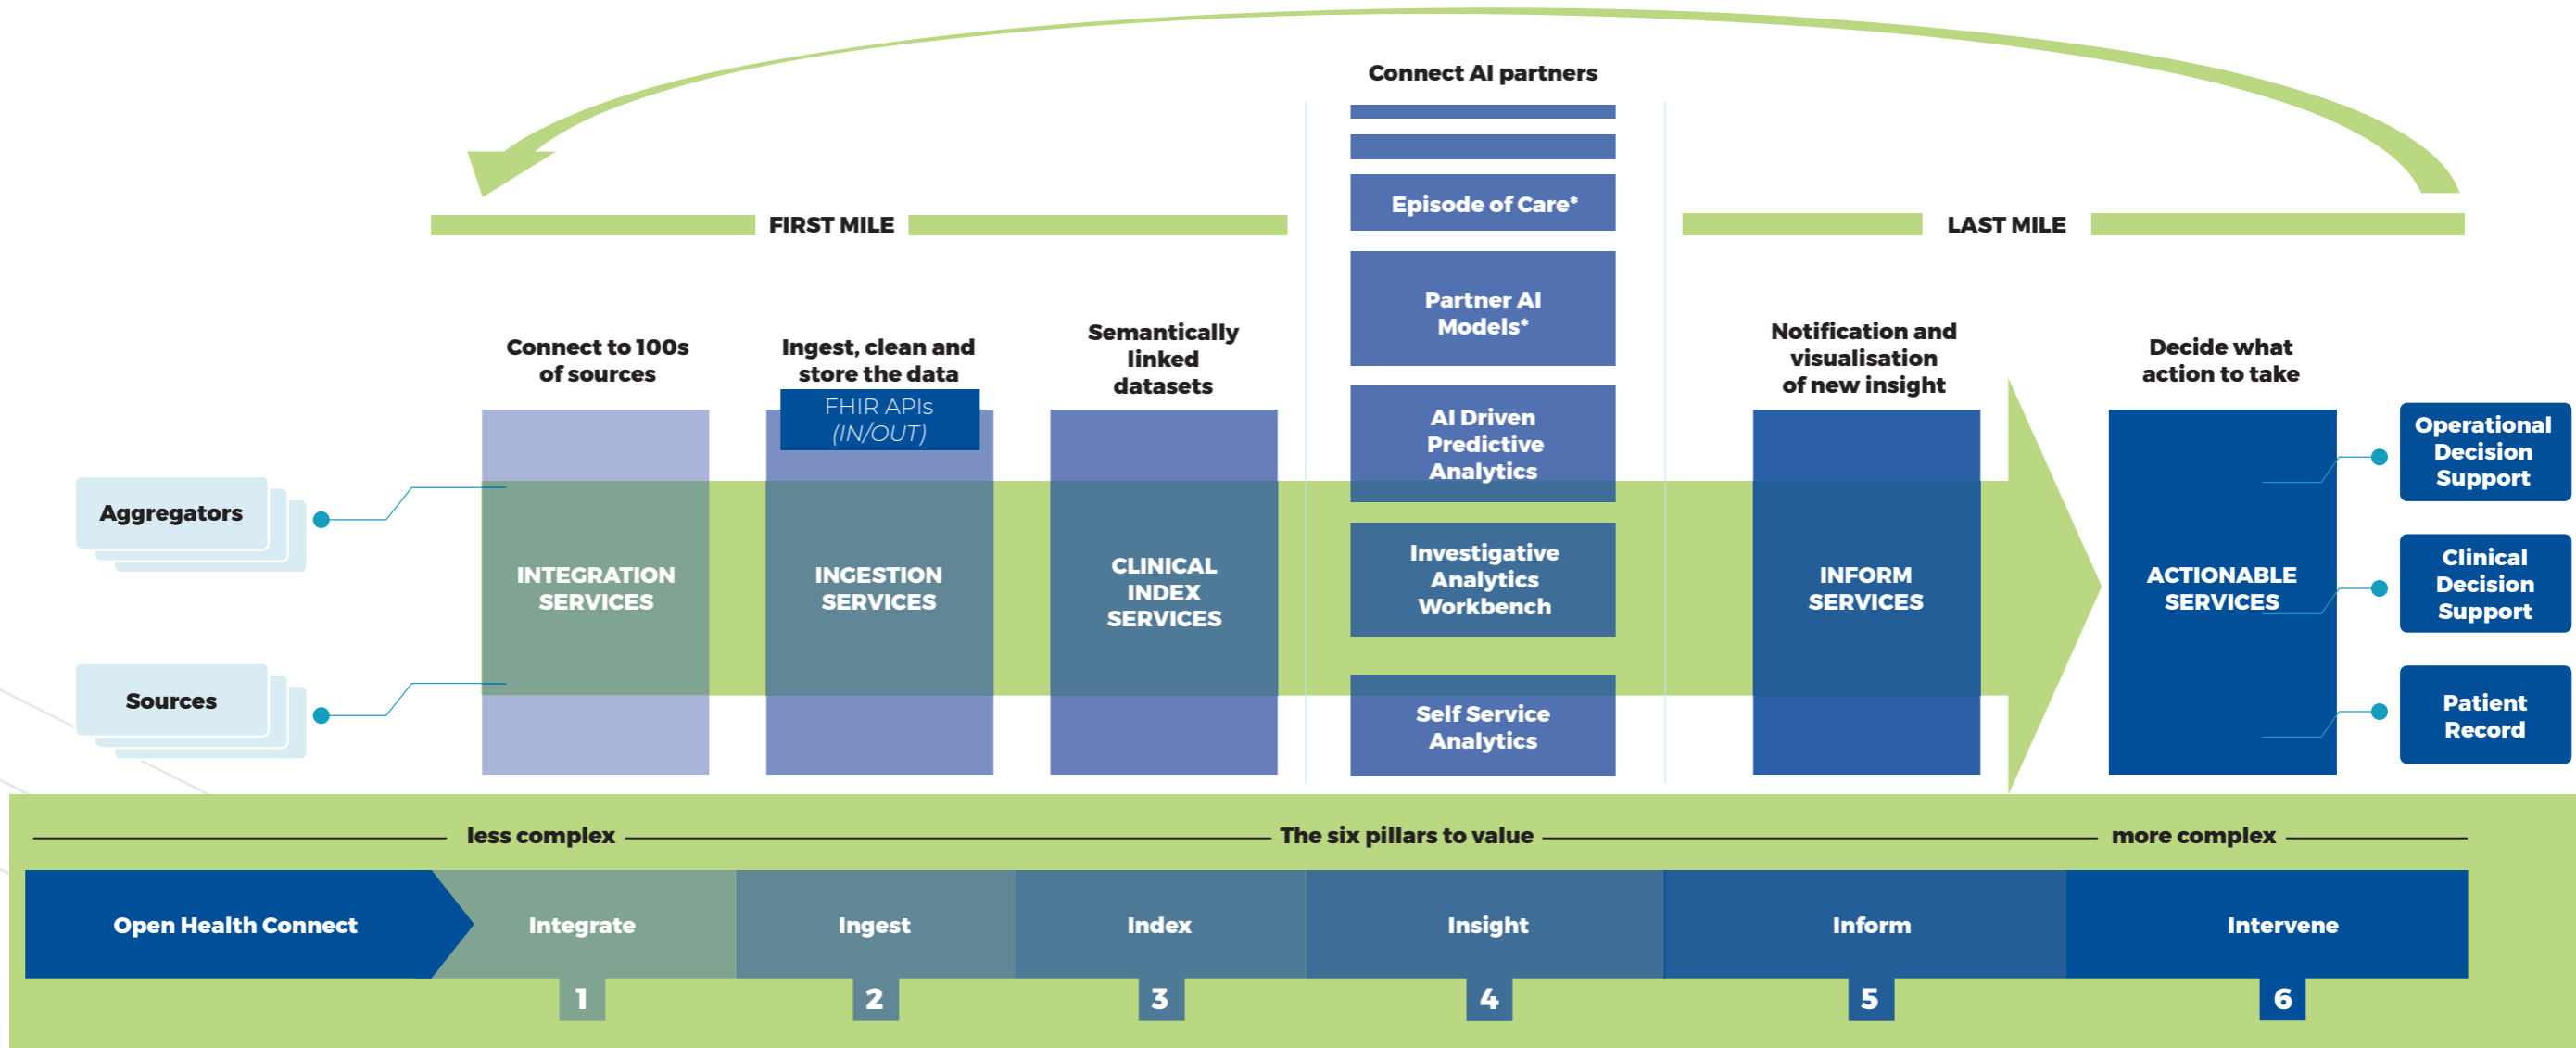 Connect AI partners
Episode of Care*
FIRST MILE
LAST MILE
Partner AI
Models*
Connect to 100s
of sources
Ingest, clean and
store the data
Semantically
linked
datasets
Notification and
visualisation
of new insight
Decide what
action to take
FHIR APIs
(IN/OUT)
AI Driven
Predictive
Analytics
Operational
Decision
Support
Aggregators
INTEGRATION
SERVICES
INGESTION
SERVICES
CLINICAL
INDEX
SERVICES
Investigative
Analytics
Workbench
INFORM
SERVICES
ACTIONABLE
SERVICES
Clinical
Decision
Support
Sources
Self Service
Analytics
Patient
Record
less complex
The six pillars to value
more complex
Open Health Connect
Integrate
Ingest
Index
Insight
Inform
Intervene
1
2
3
4
5
6